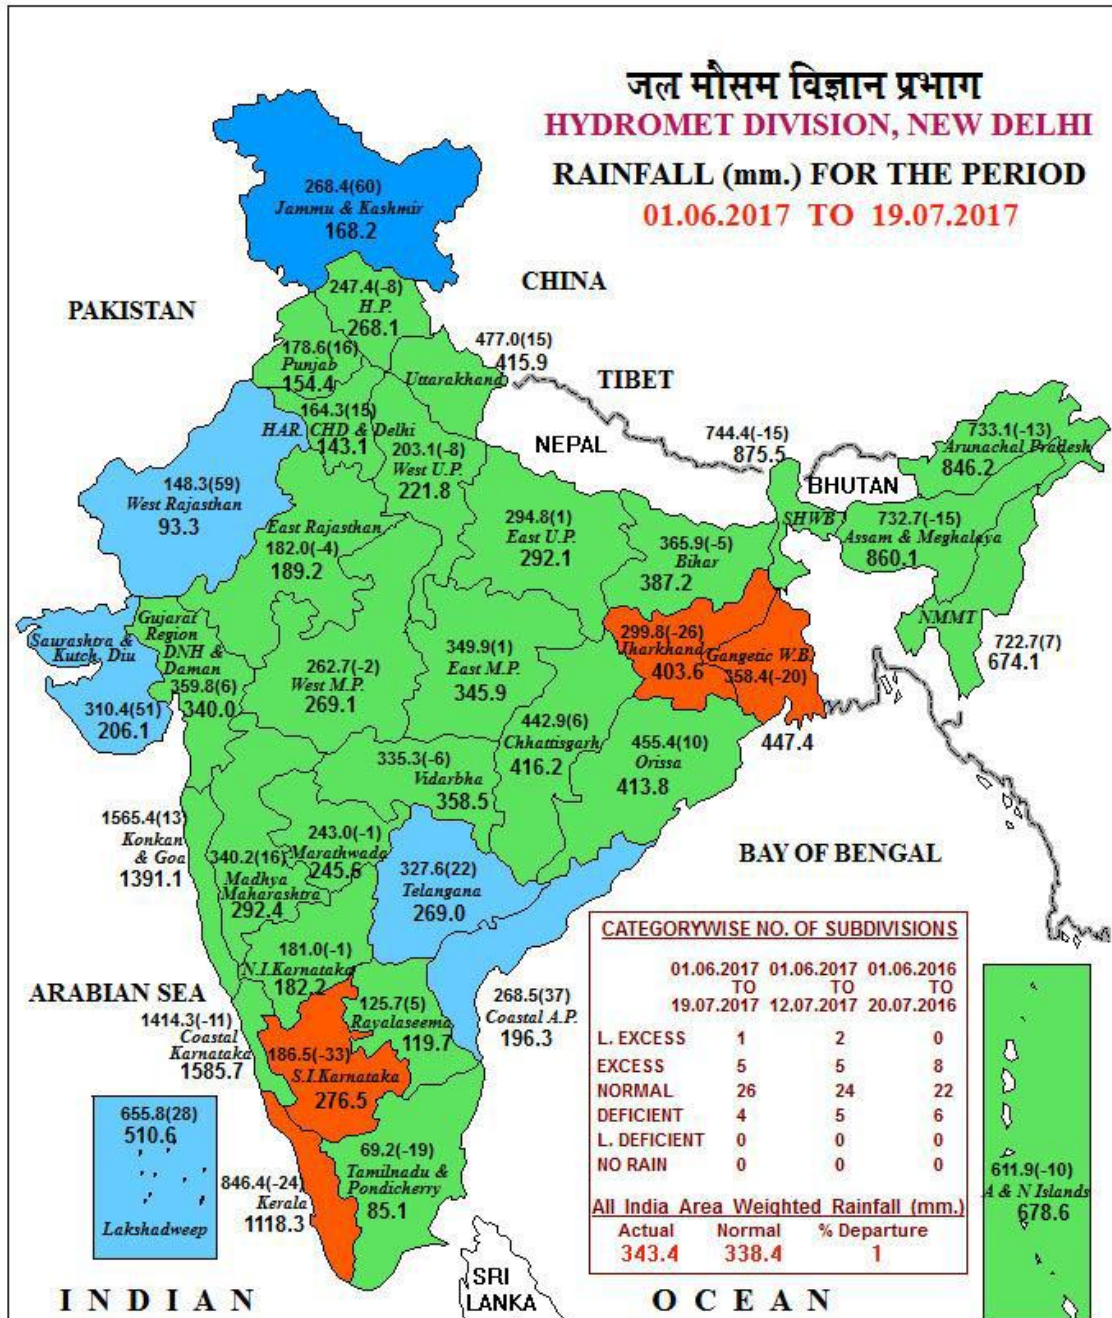 जल मौसम विज्ञान प्रभाग
HYDROMET DIVISION, NEW DELHI
RAINFALL (mm.) FOR THE PERIOD
01.06.2017 TO 19.07.2017
268.4(60)
Jammu & Kashmir
168.2
CHINA
PAKISTAN
247.4(-8)
H.P.
268.1
477.0(15)
415.9
Uttarakhand
TIBET
178.6(16)
Punjab
154.4
164.3(15)
HAR. CHD & Delhi
143.1
203.1(-8)
West U.P.
221.8
NEPAL
744.4(-15)
875.5
SHWB
BHUTAN
733.1(-13)
Arunachal Pradesh
846.2
148.3(59)
West Rajasthan
93.3
East Rajasthan
182.0(-4)
189.2
294.8(1)
East U.P.
292.1
365.9(-5)
Bihar
387.2
732.7(-15)
Assam & Meghalaya
860.1
NMMT
722.7(7)
674.1
Saurashtra &
Kutch, Diu
310.4(51)
206.1
Gujarat
Region
DNH &
Daman
359.8(6)
340.0
262.7(-2)
West M.P.
269.1
349.9(1)
East M.P.
345.9
299.8(-26)
Jharkhand
403.6
Gangetic W.B.
358.4(-20)
447.4
442.9(6)
Chhattisgarh
416.2
455.4(10)
Orissa
413.8
335.3(-6)
Vidarbha
358.5
1565.4(13)
Konkan
& Goa
1391.1
340.2(16)
Madhya
Maharashtra
292.4
243.0(-1)
Marathwada
245.6
327.6(22)
Telangana
269.0
BAY OF BENGAL
181.0(-1)
N.I.Karnataka
182.2
ARABIAN SEA
1414.3(-11)
Coastal
Karnataka
1585.7
125.7(5)
Rayalaseema
119.7
268.5(37)
Coastal A.P.
196.3
186.5(-33)
S.I.Karnataka
276.5
655.8(28)
510.6
Lakshadweep
846.4(-24)
Kerala
1118.3
69.2(-19)
Tamilnadu &
Pondicherry
85.1
CATEGORYWISE NO. OF SUBDIVISIONS
01.06.2017 01.06.2017 01.06.2016
TO TO TO
19.07.2017 12.07.2017 20.07.2016
L. EXCESS 1 2 0
EXCESS 5 5 8
NORMAL 26 24 22
DEFICIENT 4 5 6
L. DEFICIENT 0 0 0
NO RAIN 0 0 0
All India Area Weighted Rainfall (mm.)
Actual Normal % Departure
343.4 338.4 1
611.9(-10)
A & N Islands
678.6
SRI
LANKA
INDIAN OCEAN